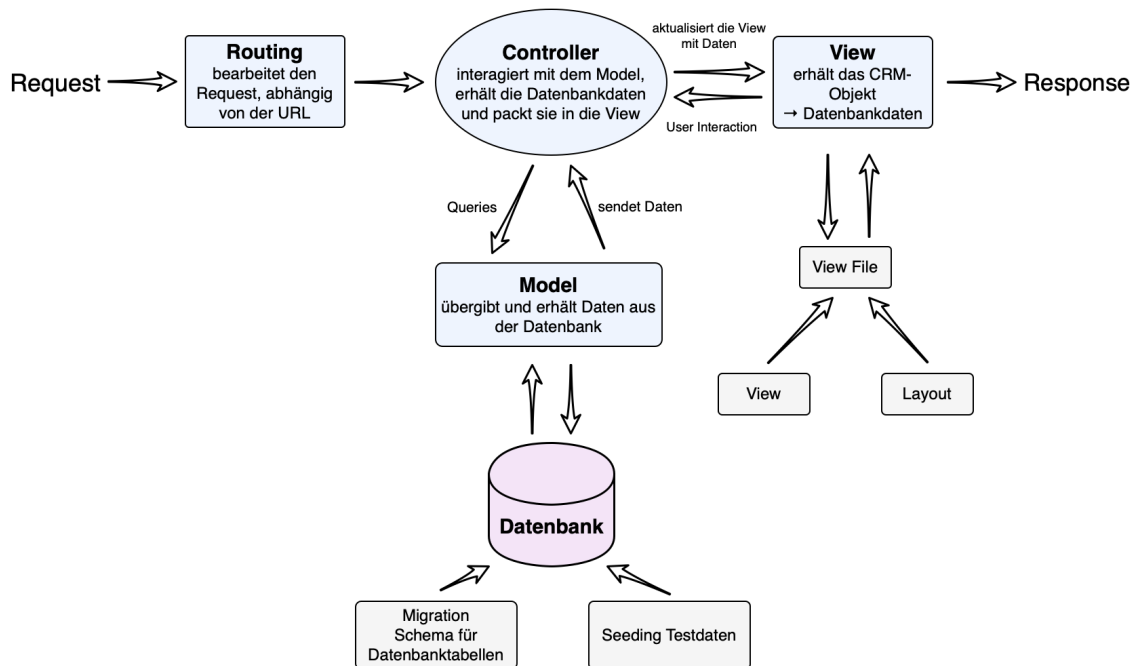 Request
Routing
bearbeitet den
Request, abhängig
von der URL
Controller
interagiert mit dem Model,
erhält die Datenbankdaten
und packt sie in die View
aktualisiert die View
mit Daten
User Interaction
View
erhält das CRM-
Objekt
→ Datenbankdaten
Response
Queries
sendet Daten
Model
übergibt und erhält Daten aus
der Datenbank
View File
View
Layout
Datenbank
Migration
Schema für
Datenbanktabellen
Seeding Testdaten